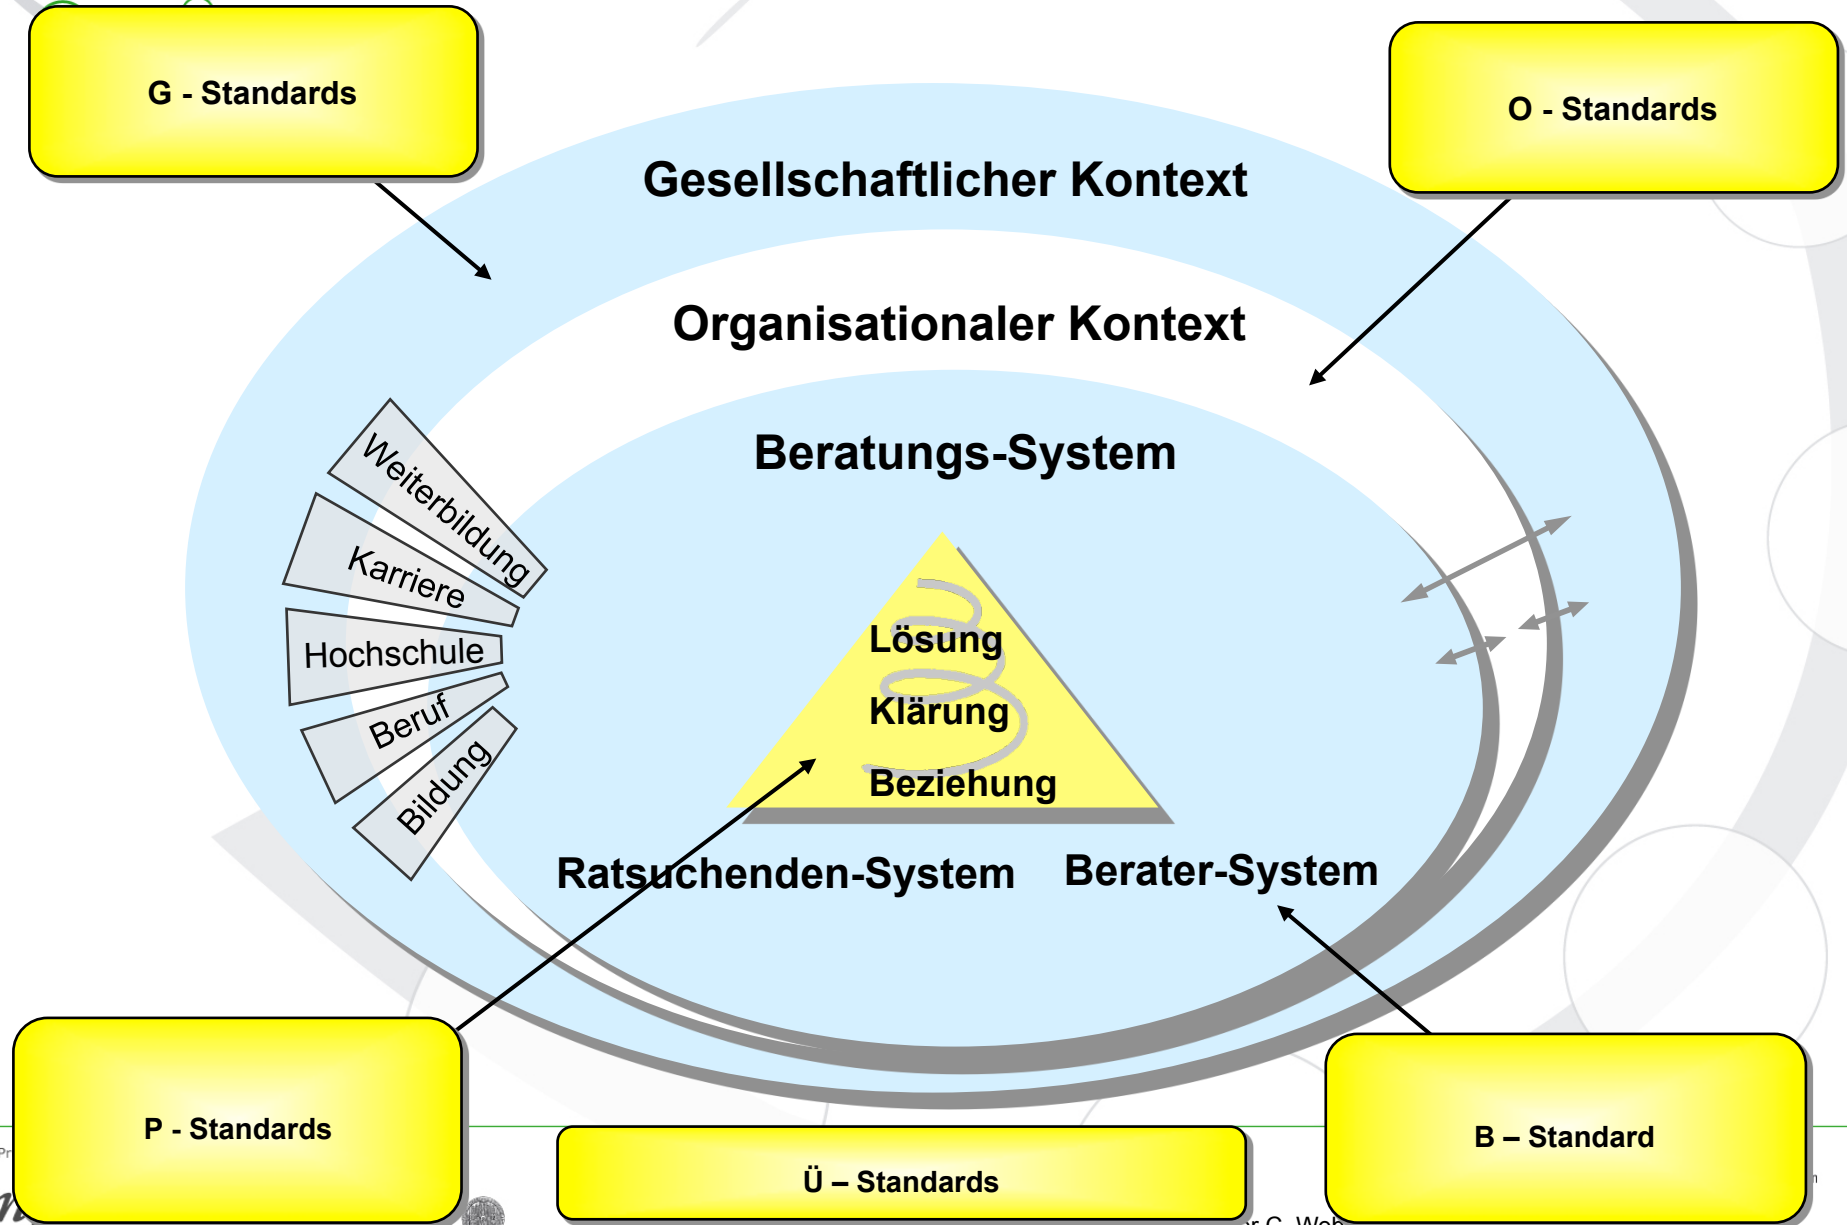 G - Standards
O - Standards
Gesellschaftlicher Kontext
Organisationaler Kontext
Beratungs-System
Weiterbildung
Karriere
Hochschule
Beruf
Bildung
Lösung
Klärung
Beziehung
Ratsuchenden-System
Berater-System
P - Standards
B – Standard
Ü – Standards